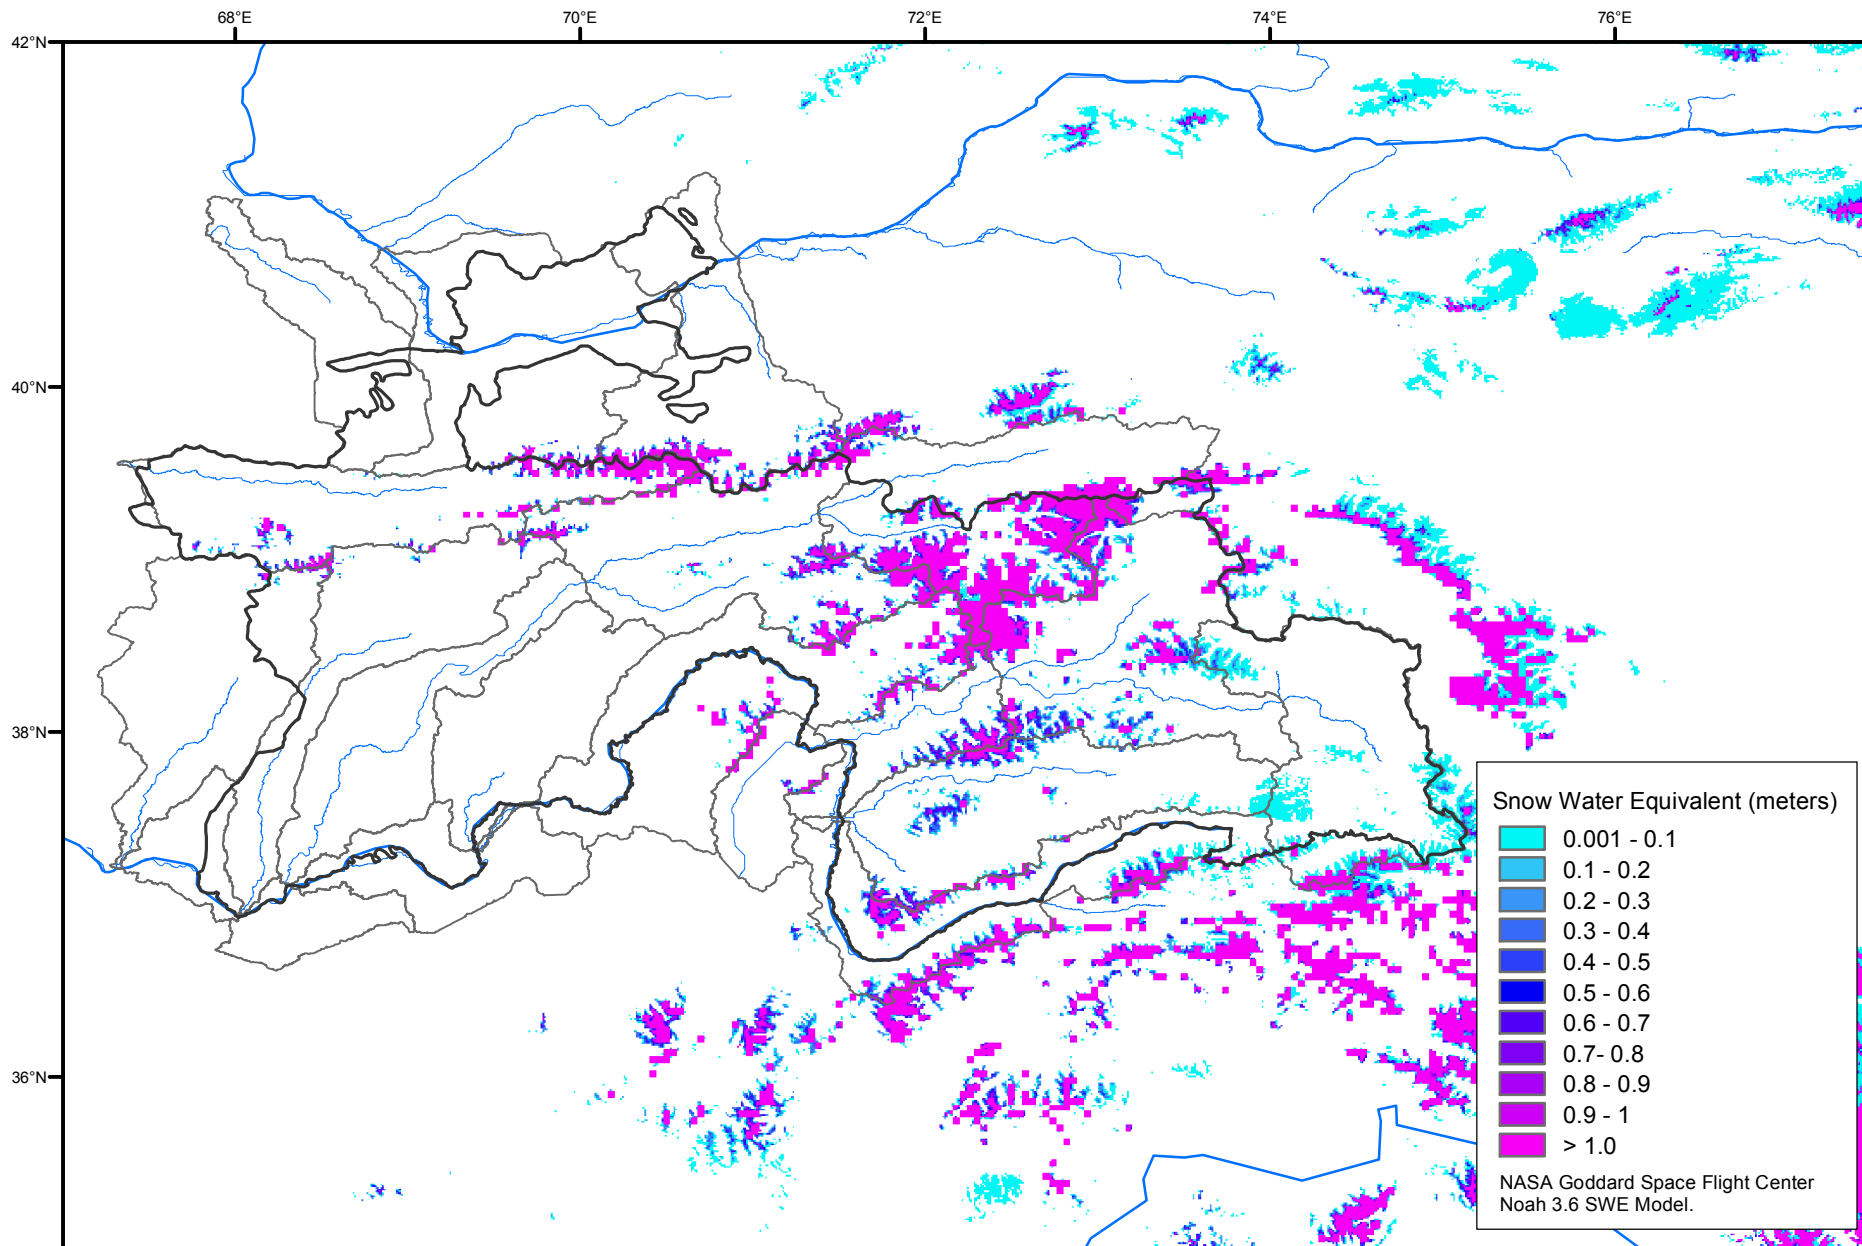 68°E
70°E
72°E
74°E
76°E
42°N
40°N
38°N
36°N
Snow Water Equivalent (meters)
0.001 - 0.1
0.1 - 0.2
0.2 - 0.3
0.3 - 0.4
0.4 - 0.5
0.5 - 0.6
0.6 - 0.7
0.7- 0.8
0.8 - 0.9
0.9 - 1
> 1.0
NASA Goddard Space Flight Center
Noah 3.6 SWE Model.